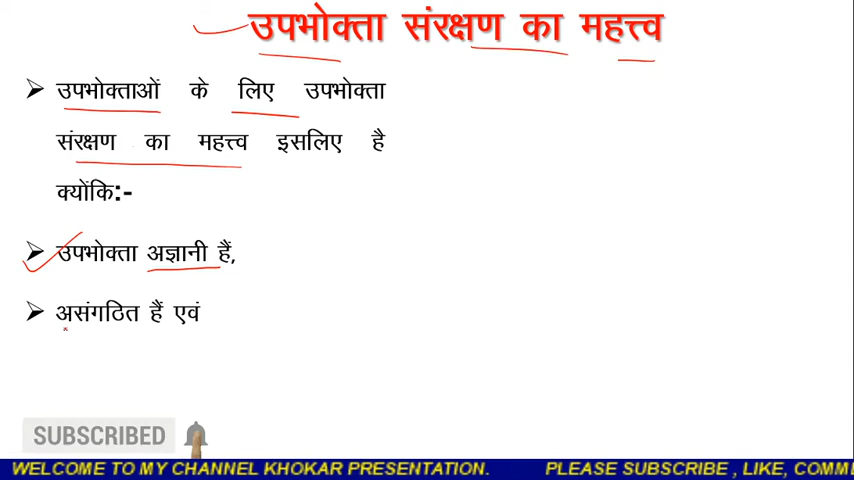 उपभोक्ता संरक्षण का महत्त्व
➢ उपभोक्ताओं के लिए उपभोक्ता
संरक्षण का महत्त्व इसलिए है
क्योंकि:-
➢ उपभोक्ता अज्ञानी हैं,
➢ असंगठित हैं एवं
SUBSCRIBED
WELCOME TO MY CHANNEL KHOKAR PRESENTATION. PLEASE SUBSCRIBE , LIKE, COMME